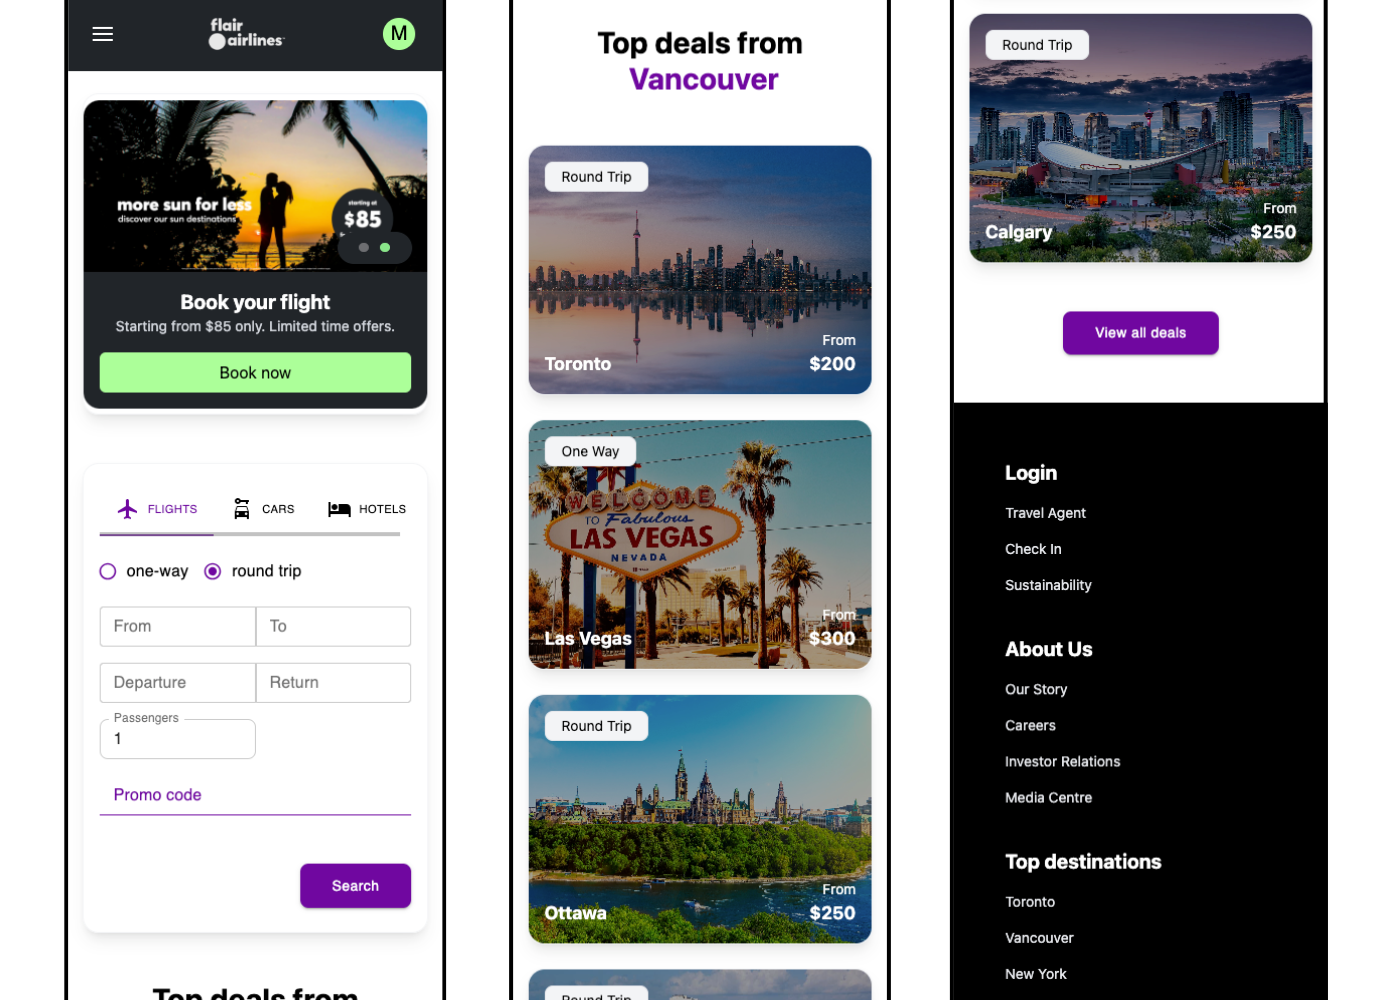 flair
airlines
M
more sun for less
discover our sun destinations
starting at
$85
Book your flight
Starting from $85 only. Limited time offers.
Book now
FLIGHTS
CARS
HOTELS
one-way
round trip
From
To
Departure
Return
Passengers
1
Promo code
Search
Top deals from
Top deals from
Vancouver
Round Trip
From
Toronto
$200
One Way
WELCOME
TO Fabulous
LAS VEGAS
NEVADA
From
Las Vegas
$300
Round Trip
From
Ottawa
$250
Round Trip
Round Trip
From
Calgary
$250
View all deals
Login
Travel Agent
Check In
Sustainability
About Us
Our Story
Careers
Investor Relations
Media Centre
Top destinations
Toronto
Vancouver
New York